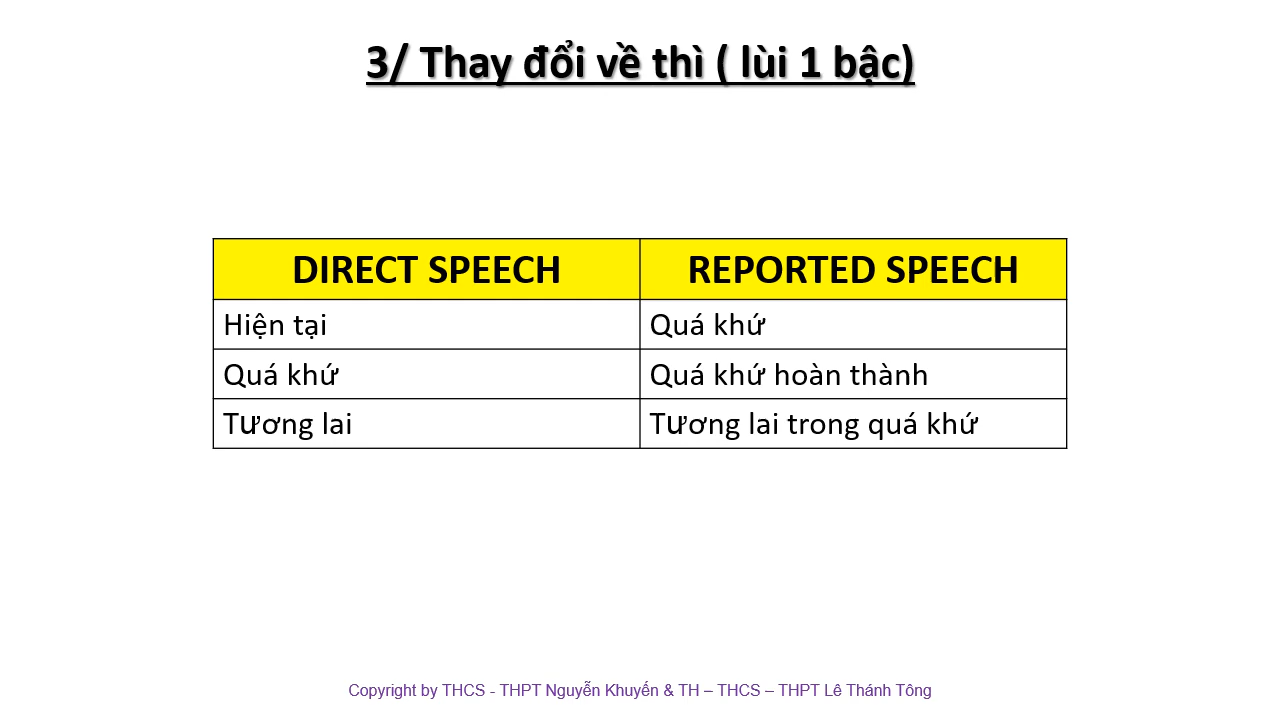 3/ Thay đổi về thì ( lùi 1 bậc)
DIRECT SPEECH REPORTED SPEECH
Hiện tại Quá khứ
Quá khứ Quá khứ hoàn thành
Tương lai Tương lai trong quá khứ
Copyright by THCS - THPT Nguyễn Khuyến & TH – THCS – THPT Lê Thánh Tông